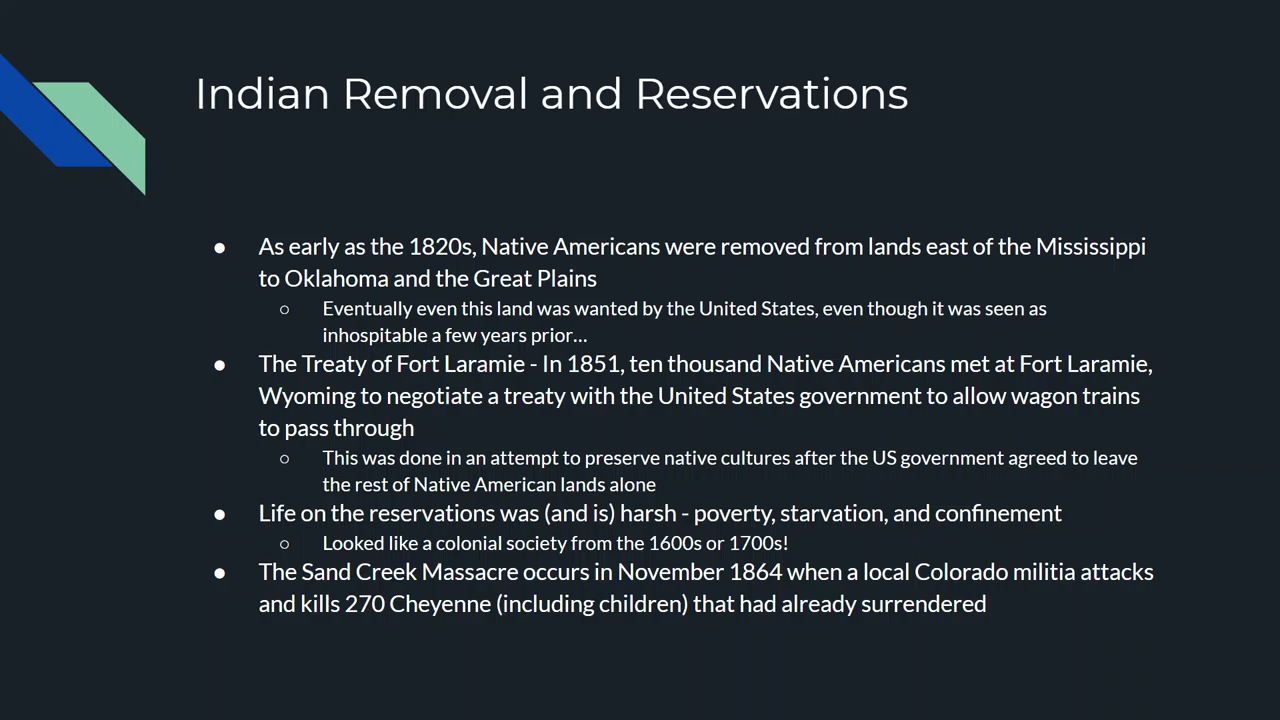 Indian Removal and Reservations
● As early as the 1820s, Native Americans were removed from lands east of the Mississippi
to Oklahoma and the Great Plains
○ Eventually even this land was wanted by the United States, even though it was seen as
inhospitable a few years prior...
● The Treaty of Fort Laramie - In 1851, ten thousand Native Americans met at Fort Laramie,
Wyoming to negotiate a treaty with the United States government to allow wagon trains
to pass through
○ This was done in an attempt to preserve native cultures after the US government agreed to leave
the rest of Native American lands alone
● Life on the reservations was (and is) harsh - poverty, starvation, and confinement
○ Looked like a colonial society from the 1600s or 1700s!
● The Sand Creek Massacre occurs in November 1864 when a local Colorado militia attacks
and kills 270 Cheyenne (including children) that had already surrendered